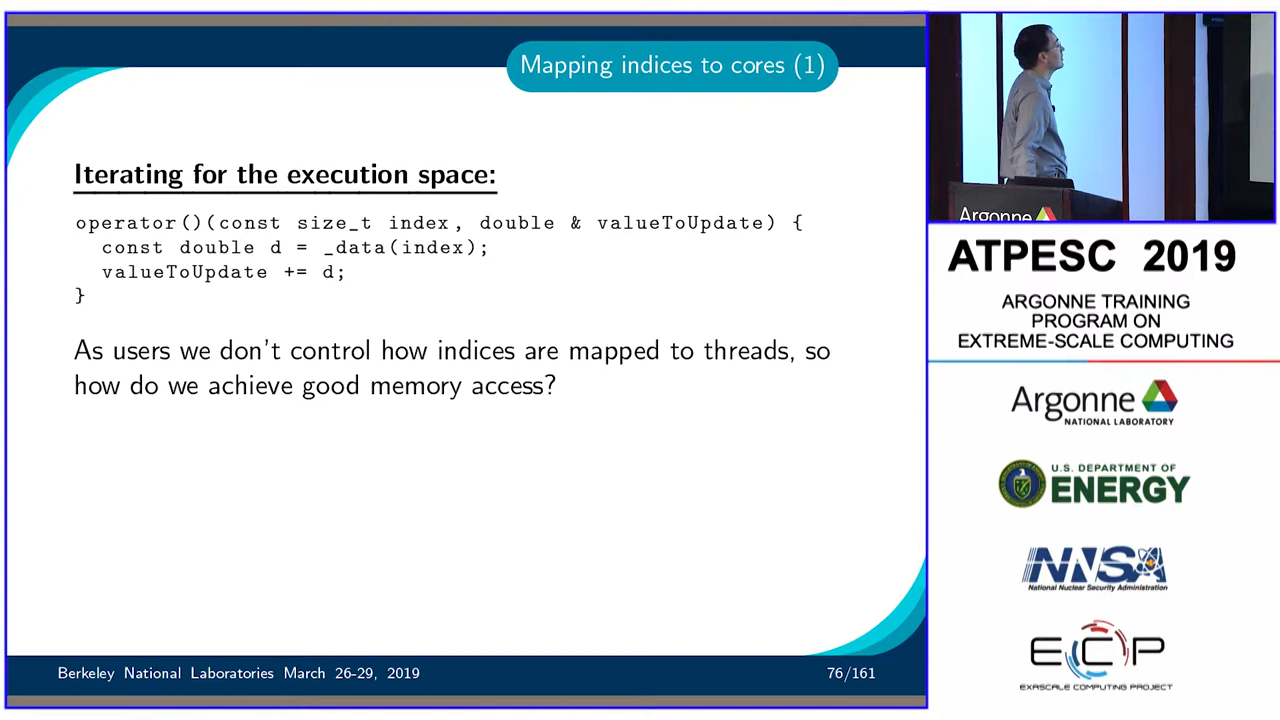 Mapping indices to cores (1)
Iterating for the execution space:
operator()(const size_t index, double & valueToUpdate) {
const double d = _data(index);
valueToUpdate += d;
}
As users we don't control how indices are mapped to threads, so
how do we achieve good memory access?
Berkeley National Laboratories March 26-29, 2019
76/161
Argonne
ATPESC 2019
ARGONNE TRAINING
PROGRAM ON
EXTREME-SCALE COMPUTING
Argonne
NATIONAL LABORATORY
U.S. DEPARTMENT OF
ENERGY
NNSA
National Nuclear Security Administration
ECP
EXASCALE COMPUTING PROJECT